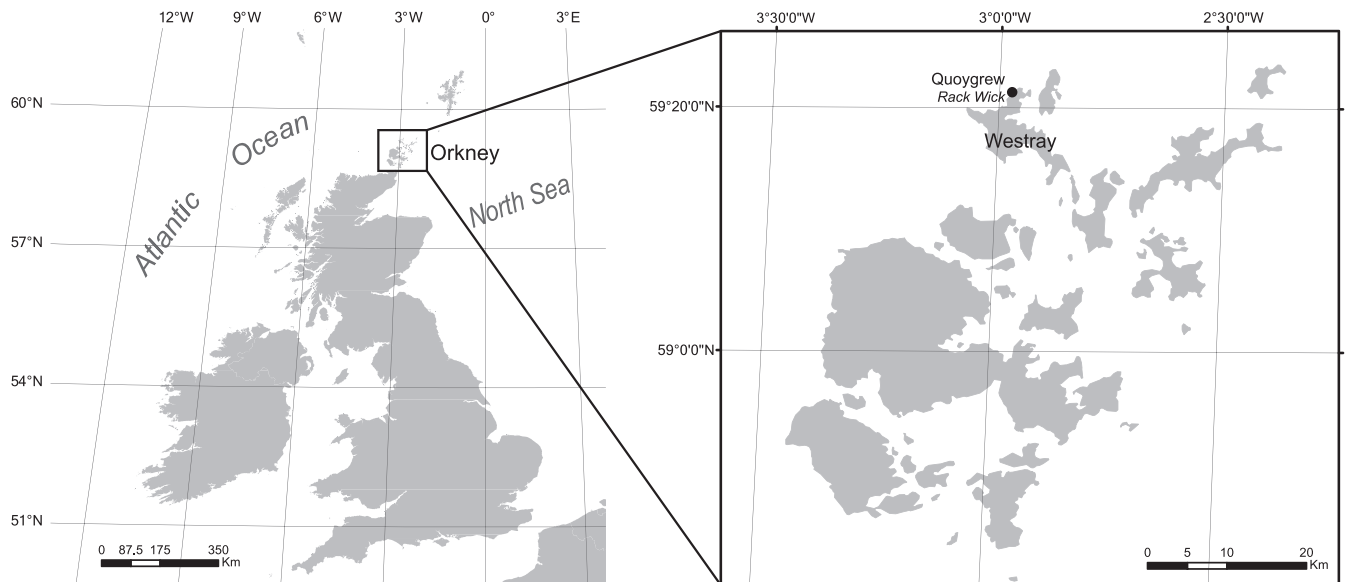 12°W 9°W 6°W 3°W 0° 3°E
60°N
57°N
54°N
51°N
Atlantic
Ocean
Orkney
North Sea
0 87.5 175 350
Km
3°30'0"W 3°0'0"W 2°30'0"W
59°20'0"N
59°0'0"N
Quoygrew
Rack Wick
Westray
0 5 10 20
Km